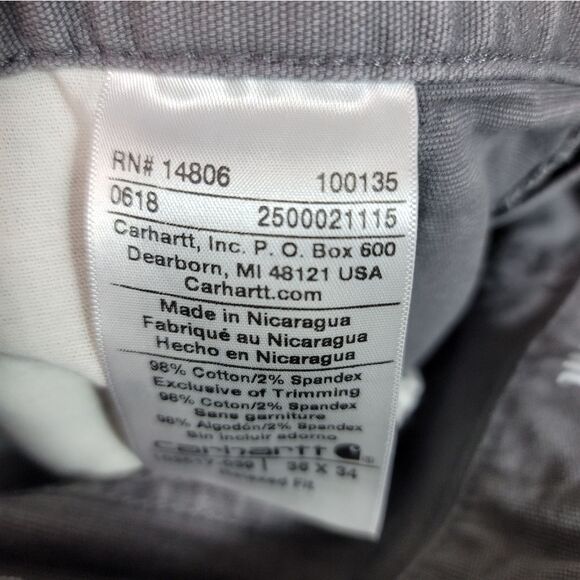 RN# 14806 100135
0618 2500021115
Carhartt, Inc. P. O. Box 600
Dearborn, MI 48121 USA
Carhartt.com
Made in Nicaragua
Fabriqué au Nicaragua
Hecho en Nicaragua
98% Cotton/2% Spandex
Exclusive of Trimming
98% Coton/2% Spandex
Sans garniture
98% Algodón/2% Spandex
Sin incluir adorno
carhartt
38 X 34
Relaxed Fit